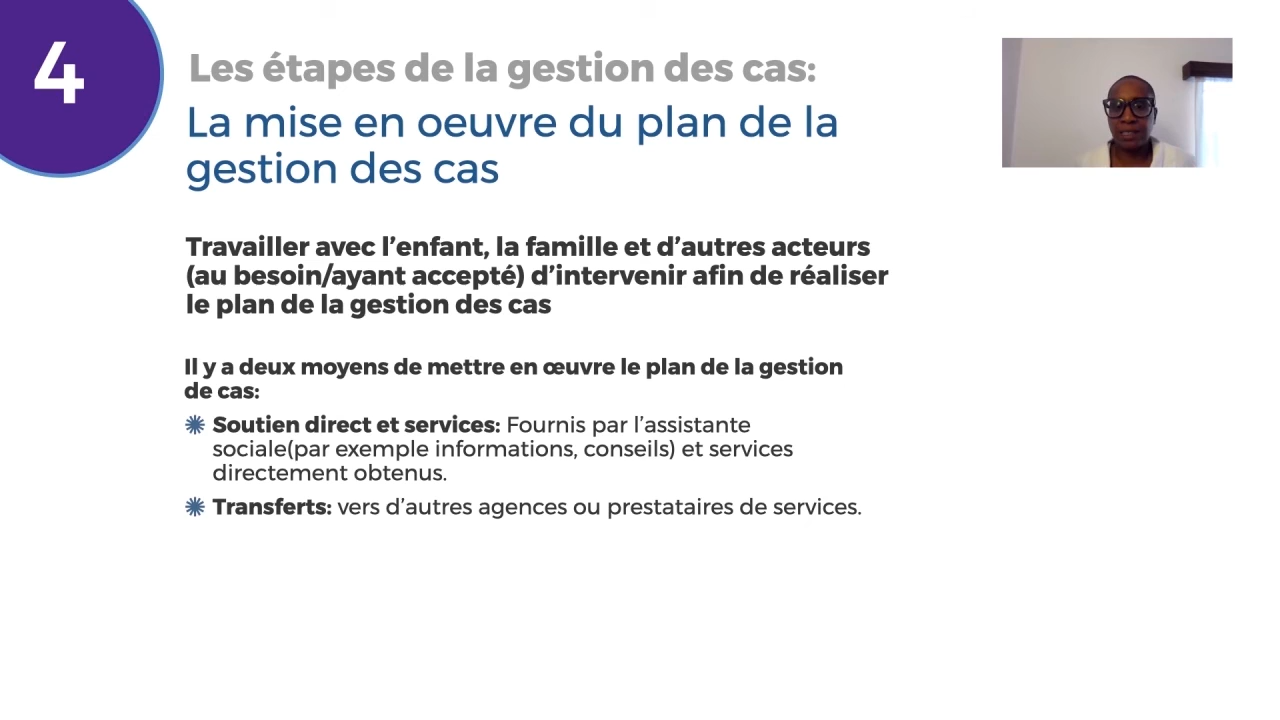 4
Les étapes de la gestion des cas:
La mise en oeuvre du plan de la
gestion des cas
Travailler avec l’enfant, la famille et d’autres acteurs
(au besoin/ayant accepté) d’intervenir afin de réaliser
le plan de la gestion des cas
Il y a deux moyens de mettre en œuvre le plan de la gestion
de cas:
Soutien direct et services: Fournis par l’assistante
sociale(par exemple informations, conseils) et services
directement obtenus.
Transferts: vers d’autres agences ou prestataires de services.